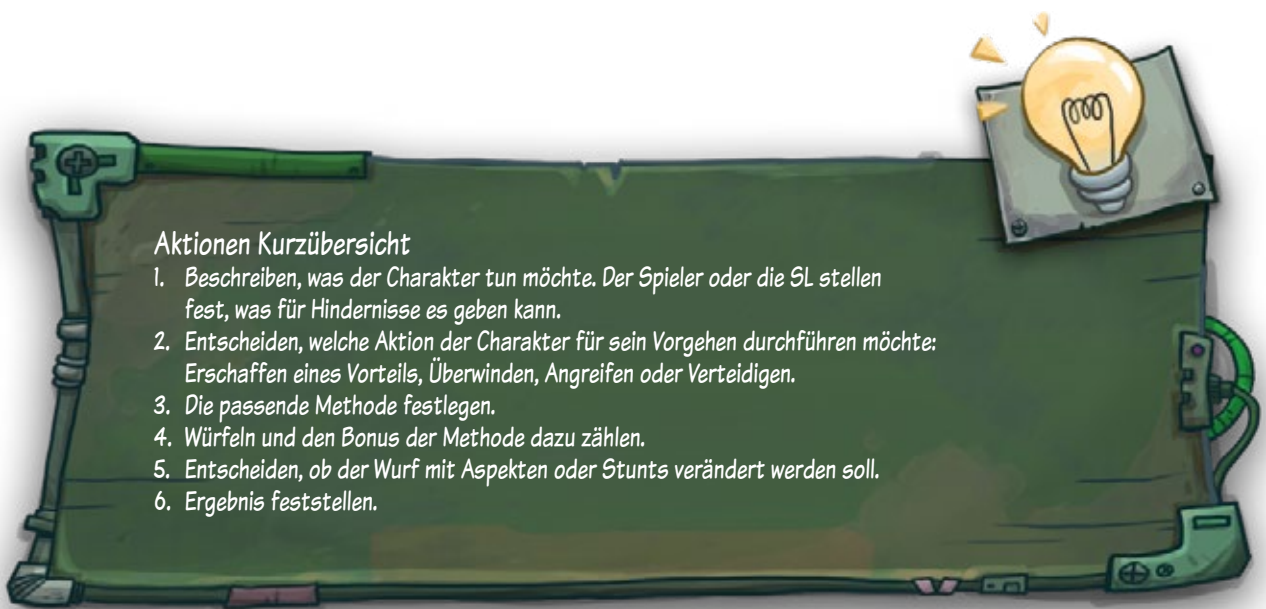 Aktionen Kurzübersicht
1. Beschreiben, was der Charakter tun möchte. Der Spieler oder die SL stellen
fest, was für Hindernisse es geben kann.
2. Entscheiden, welche Aktion der Charakter für sein Vorgehen durchführen möchte:
Erschaffen eines Vorteils, Überwinden, Angreifen oder Verteidigen.
3. Die passende Methode festlegen.
4. Würfeln und den Bonus der Methode dazu zählen.
5. Entscheiden, ob der Wurf mit Aspekten oder Stunts verändert werden soll.
6. Ergebnis feststellen.